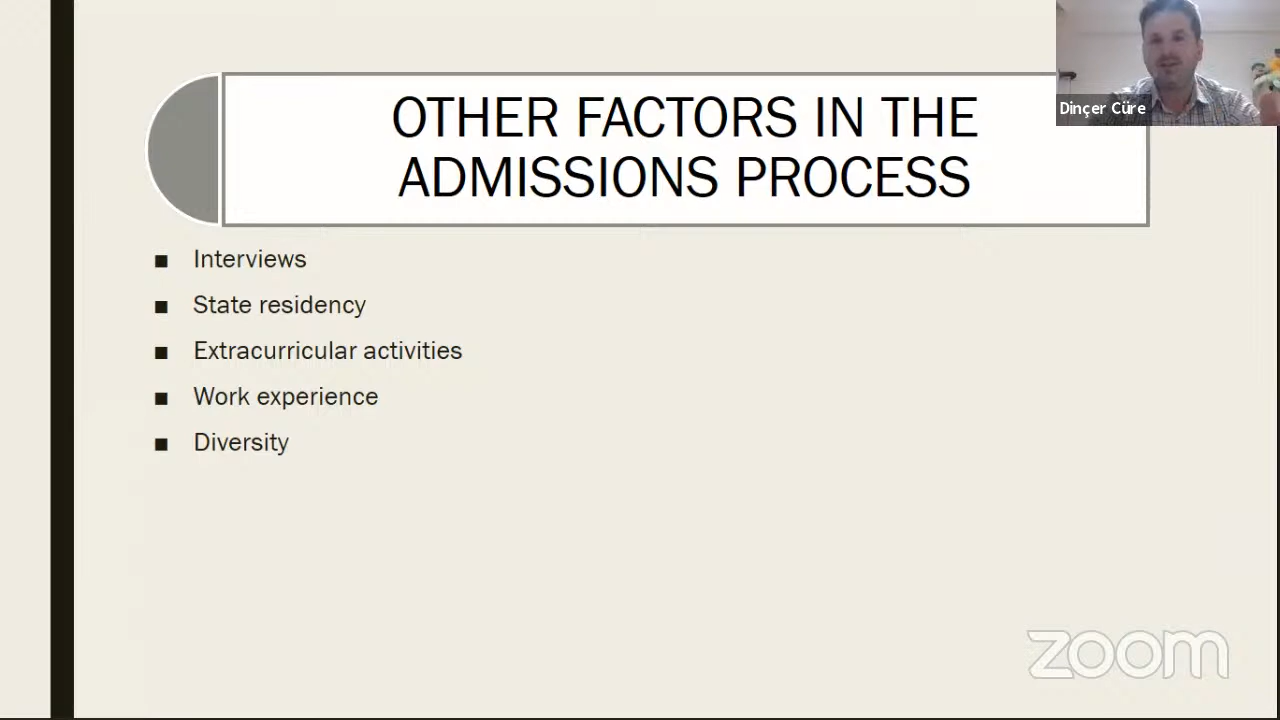 OTHER FACTORS IN THE
ADMISSIONS PROCESS
Dinçer Cüre
Interviews
State residency
Extracurricular activities
Work experience
Diversity
zoom